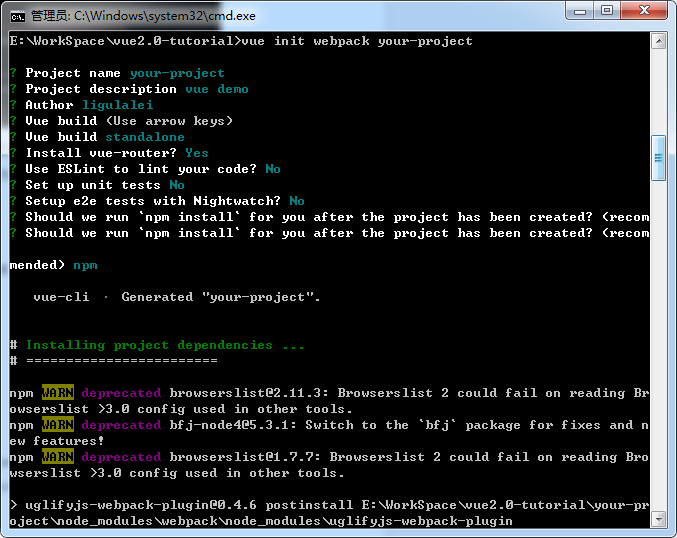 管理员: C:\Windows\system32\cmd.exe
E:\WorkSpace\vue2.0-tutorial>vue init webpack your-project
? Project name your-project
? Project description vue demo
? Author ligulalei
? Vue build (Use arrow keys)
? Vue build standalone
? Install vue-router? Yes
? Use ESLint to lint your code? No
? Set up unit tests No
? Setup e2e tests with Nightwatch? No
? Should we run `npm install` for you after the project has been created? (recom
? Should we run `npm install` for you after the project has been created? (recom
mended) npm
vue-cli · Generated "your-project".
# Installing project dependencies ...
# ========================
npm WARN deprecated browserslist@2.11.3: Browserslist 2 could fail on reading Br
owserslist >3.0 config used in other tools.
npm WARN deprecated bfj-node4@5.3.1: Switch to the `bfj` package for fixes and n
ew features!
npm WARN deprecated browserslist@1.7.7: Browserslist 2 could fail on reading Bro
wserslist >3.0 config used in other tools.
> uglifyjs-webpack-plugin@0.4.6 postinstall E:\WorkSpace\vue2.0-tutorial\your-pr
oject\node_modules\webpack\node_modules\uglifyjs-webpack-plugin